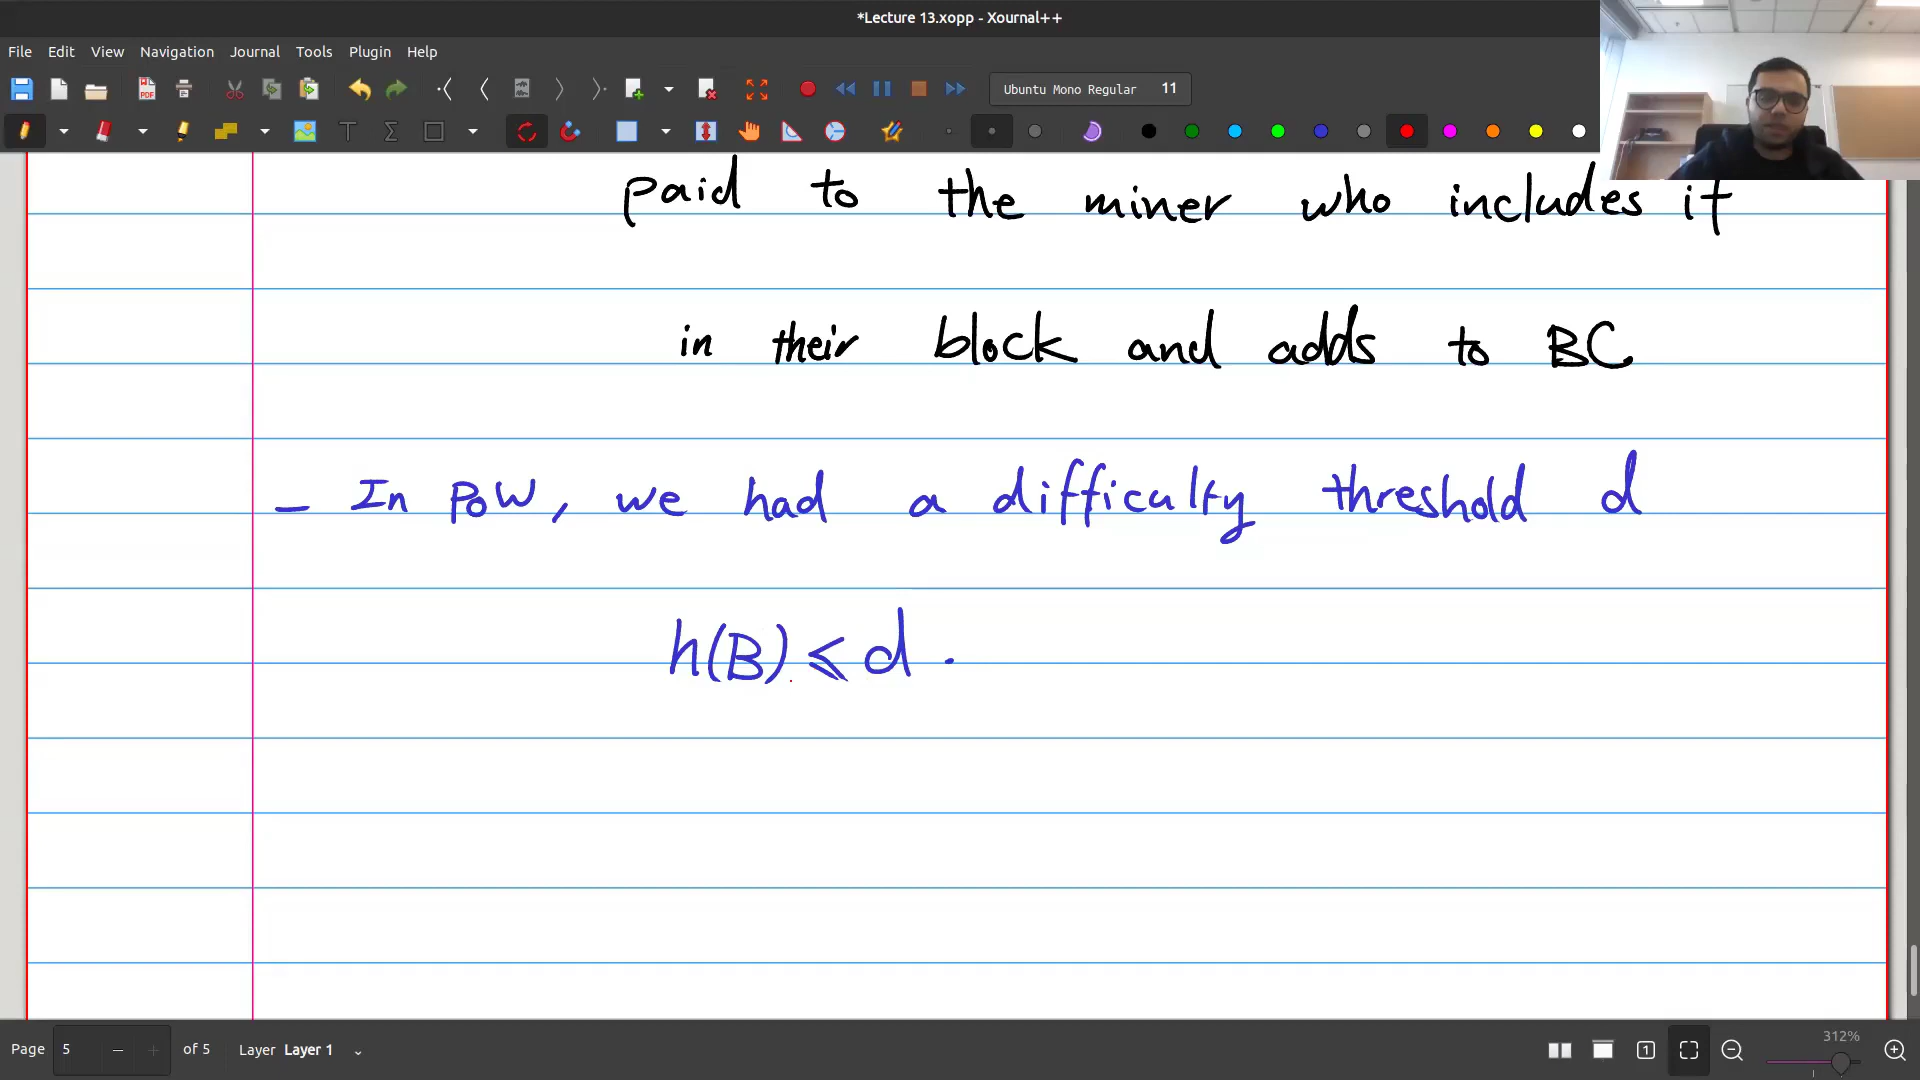 *Lecture 13.xopp - Xournal++
File Edit View Navigation Journal Tools Plugin Help
PDF
Ubuntu Mono Regular 11
paid to the miner who includes it
in their block and adds to BC
- In PoW, we had a difficulty threshold d
h(B) ⩽ d .
Page 5 of 5 Layer Layer 1
312%